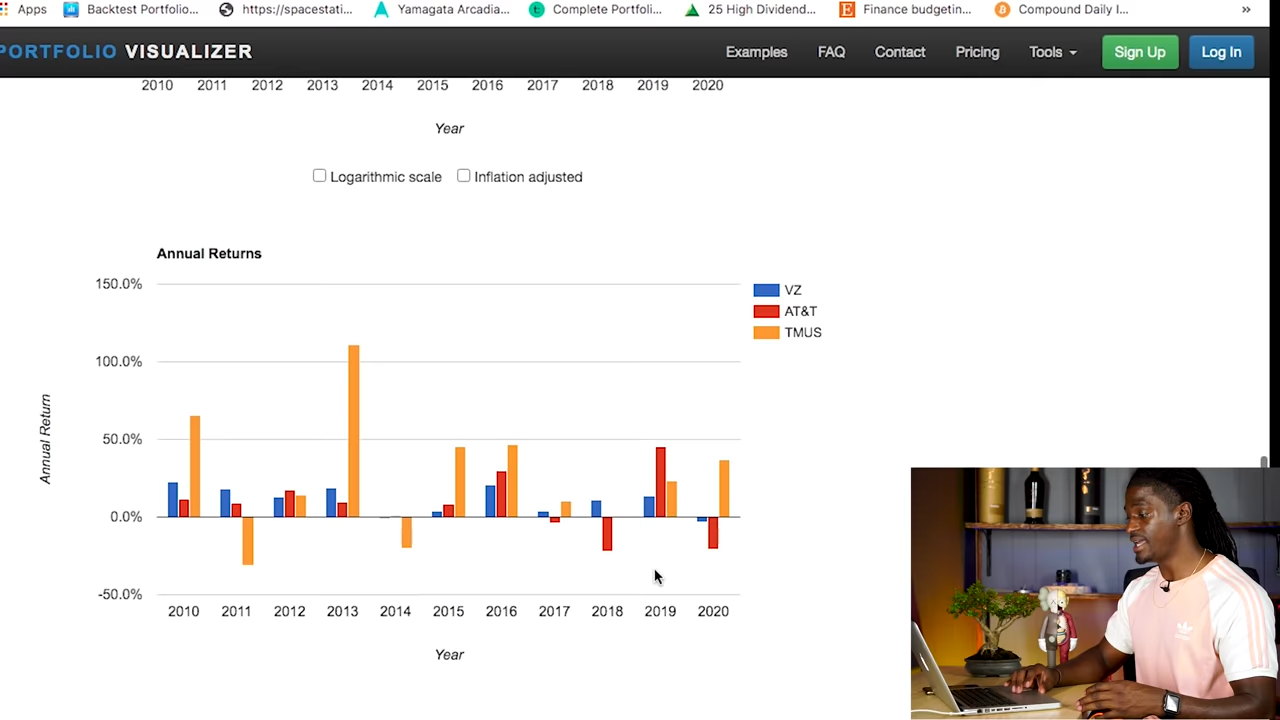 Apps Backtest Portfolio... https://spacestati... Yamagata Arcadia... Complete Portfolio... 25 High Dividend... Finance budgetin... Compound Daily I... »
PORTFOLIO VISUALIZER Examples FAQ Contact Pricing Tools Sign Up Log In
2010 2011 2012 2013 2014 2015 2016 2017 2018 2019 2020
Year
Logarithmic scale Inflation adjusted
Annual Returns
150.0%
100.0%
50.0%
0.0%
-50.0%
Annual Return
VZ
AT&T
TMUS
2010 2011 2012 2013 2014 2015 2016 2017 2018 2019 2020
Year